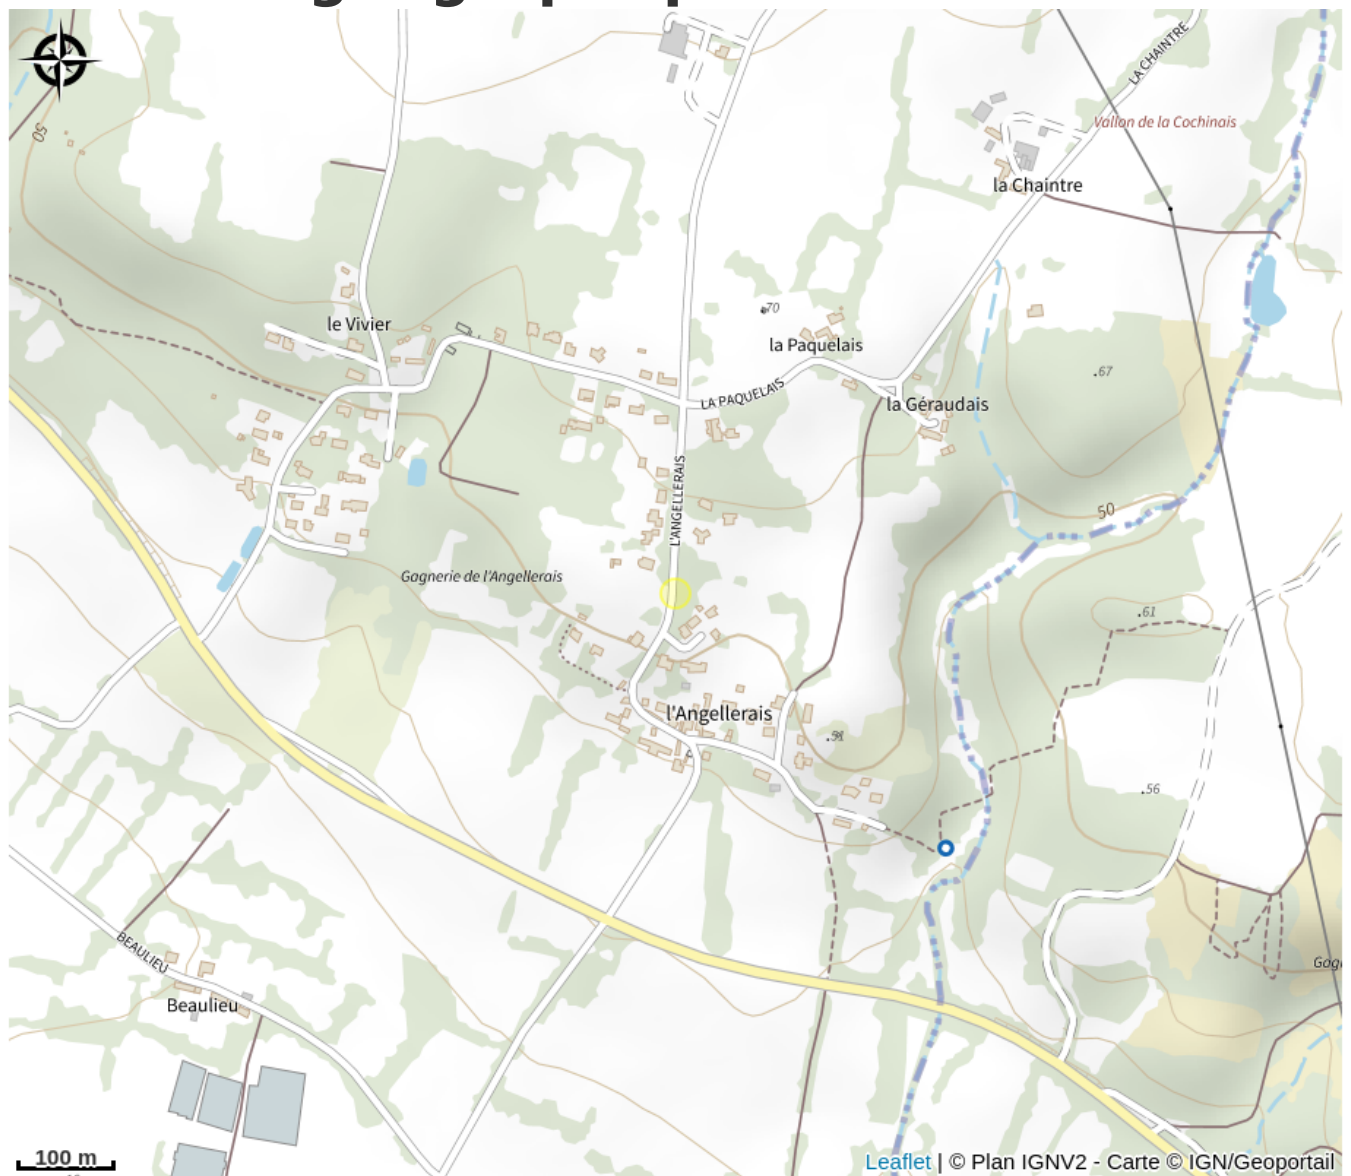 LA CHAINTRE
Vallon de la Cochinais
50
la Chaintre
70
le Vivier
la Paquelais
67
LA PAQUELAIS
la Géraudais
L'ANGELLERAIS
50
Gagnerie de l'Angellerais
61
l'Angellerais
56
BEAULIEU
Beaulieu
100 m
Leaflet | © Plan IGNV2 - Carte © IGN/Geoportail